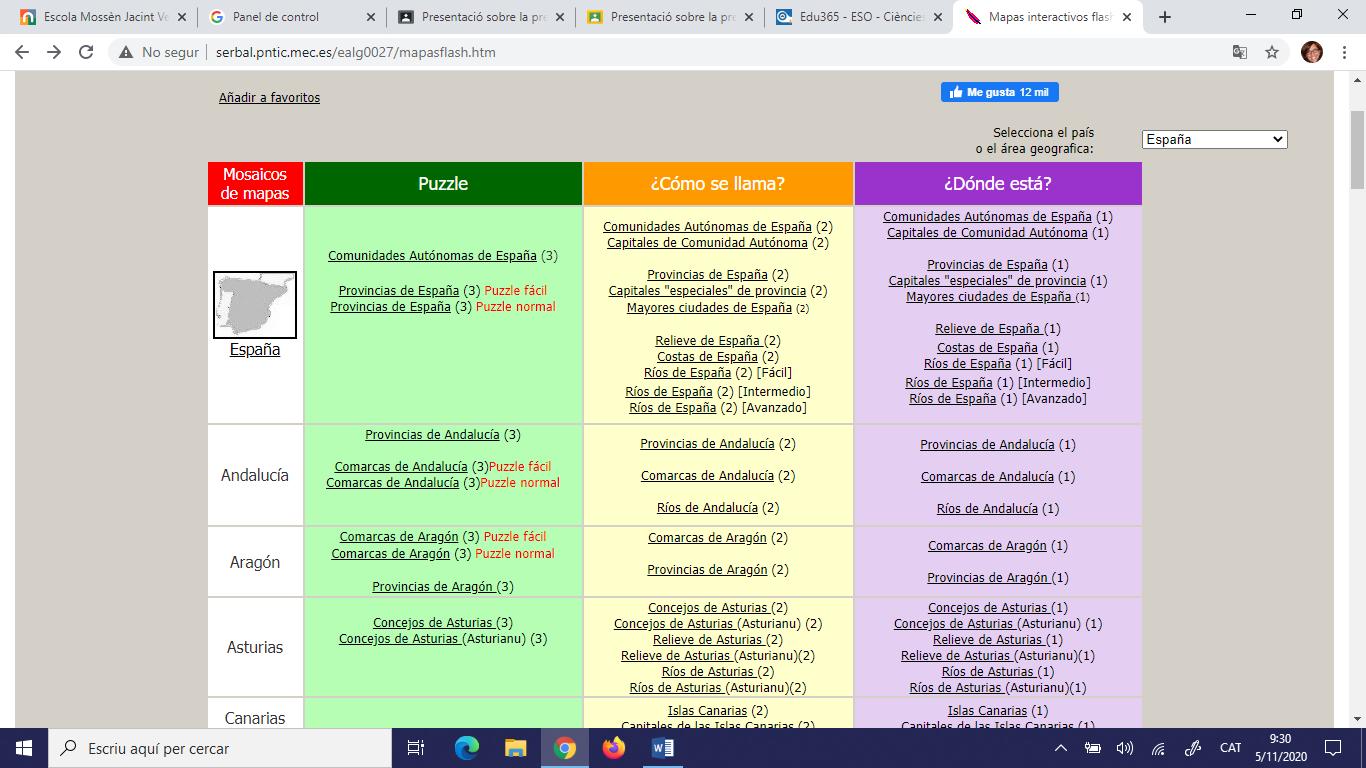 Escola Mossèn Jacint Ve
Panel de control
Presentació sobre la pre
Presentació sobre la pre
Edu365 - ESO - Ciències
Mapas interactivos flash
No segur
serbal.pntic.mec.es/ealg0027/mapasflash.htm
Añadir a favoritos
Me gusta 12 mil
Selecciona el país
o el área geografica:
España
Mosaicos
de mapas
Puzzle
¿Cómo se llama?
¿Dónde está?
España
Comunidades Autónomas de España (3)
Provincias de España (3) Puzzle fácil
Provincias de España (3) Puzzle normal
Comunidades Autónomas de España (2)
Capitales de Comunidad Autónoma (2)
Provincias de España (2)
Capitales "especiales" de provincia (2)
Mayores ciudades de España (2)
Relieve de España (2)
Costas de España (2)
Ríos de España (2) [Fácil]
Ríos de España (2) [Intermedio]
Ríos de España (2) [Avanzado]
Comunidades Autónomas de España (1)
Capitales de Comunidad Autónoma (1)
Provincias de España (1)
Capitales "especiales" de provincia (1)
Mayores ciudades de España (1)
Relieve de España (1)
Costas de España (1)
Ríos de España (1) [Fácil]
Ríos de España (1) [Intermedio]
Ríos de España (1) [Avanzado]
Andalucía
Provincias de Andalucía (3)
Comarcas de Andalucía (3)Puzzle fácil
Comarcas de Andalucía (3)Puzzle normal
Provincias de Andalucía (2)
Comarcas de Andalucía (2)
Ríos de Andalucía (2)
Provincias de Andalucía (1)
Comarcas de Andalucía (1)
Ríos de Andalucía (1)
Aragón
Comarcas de Aragón (3) Puzzle fácil
Comarcas de Aragón (3) Puzzle normal
Provincias de Aragón (3)
Comarcas de Aragón (2)
Provincias de Aragón (2)
Comarcas de Aragón (1)
Provincias de Aragón (1)
Asturias
Concejos de Asturias (3)
Concejos de Asturias (Asturianu) (3)
Concejos de Asturias (2)
Concejos de Asturias (Asturianu) (2)
Relieve de Asturias (2)
Relieve de Asturias (Asturianu)(2)
Ríos de Asturias (2)
Ríos de Asturias (Asturianu)(2)
Concejos de Asturias (1)
Concejos de Asturias (Asturianu) (1)
Relieve de Asturias (1)
Relieve de Asturias (Asturianu)(1)
Ríos de Asturias (1)
Ríos de Asturias (Asturianu)(1)
Canarias
Islas Canarias (2)
Capitales de las Islas Canarias (2)
Islas Canarias (1)
Capitales de las Islas Canarias (1)
Escriu aquí per cercar
CAT
9:30
5/11/2020